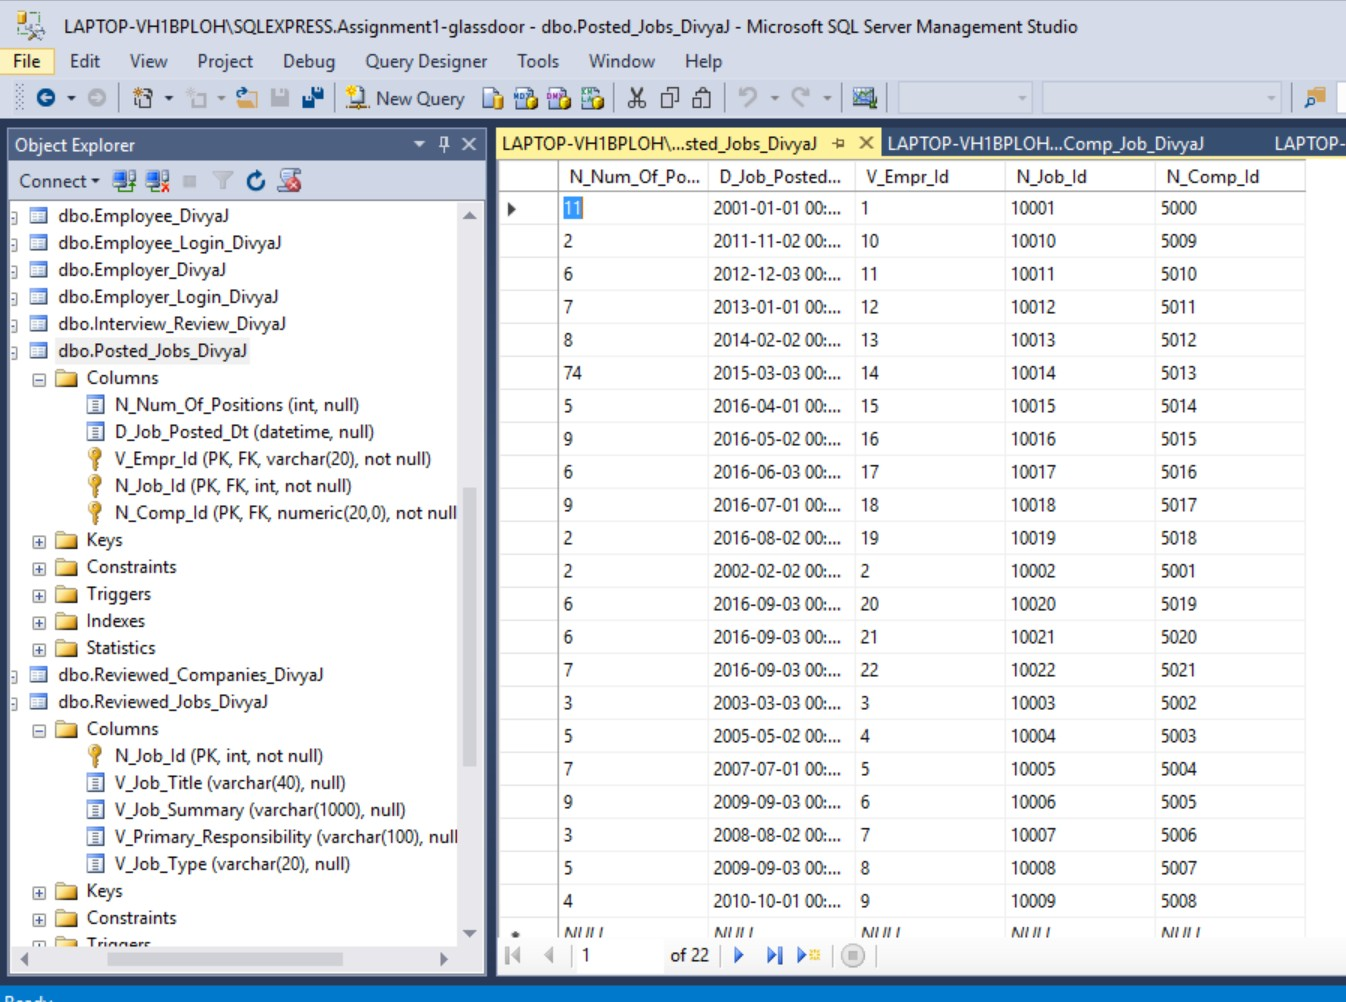 LAPTOP-VH1BPLOH\SQLEXPRESS.Assignment1-glassdoor - dbo.Posted_Jobs_DivyaJ - Microsoft SQL Server Management Studio
File Edit View Project Debug Query Designer Tools Window Help
New Query
Object Explorer
Connect
dbo.Employee_DivyaJ
dbo.Employee_Login_DivyaJ
dbo.Employer_DivyaJ
dbo.Employer_Login_DivyaJ
dbo.Interview_Review_DivyaJ
dbo.Posted_Jobs_DivyaJ
Columns
N_Num_Of_Positions (int, null)
D_Job_Posted_Dt (datetime, null)
V_Empr_Id (PK, FK, varchar(20), not null)
N_Job_Id (PK, FK, int, not null)
N_Comp_Id (PK, FK, numeric(20,0), not null
Keys
Constraints
Triggers
Indexes
Statistics
dbo.Reviewed_Companies_DivyaJ
dbo.Reviewed_Jobs_DivyaJ
Columns
N_Job_Id (PK, int, not null)
V_Job_Title (varchar(40), null)
V_Job_Summary (varchar(1000), null)
V_Primary_Responsibility (varchar(100), null
V_Job_Type (varchar(20), null)
Keys
Constraints
Triggers
LAPTOP-VH1BPLOH\...sted_Jobs_DivyaJ LAPTOP-VH1BPLOH...Comp_Job_DivyaJ LAPTOP-
N_Num_Of_Po... D_Job_Posted... V_Empr_Id N_Job_Id N_Comp_Id
11 2001-01-01 00:... 1 10001 5000
2 2011-11-02 00:... 10 10010 5009
6 2012-12-03 00:... 11 10011 5010
7 2013-01-01 00:... 12 10012 5011
8 2014-02-02 00:... 13 10013 5012
74 2015-03-03 00:... 14 10014 5013
5 2016-04-01 00:... 15 10015 5014
9 2016-05-02 00:... 16 10016 5015
6 2016-06-03 00:... 17 10017 5016
9 2016-07-01 00:... 18 10018 5017
2 2016-08-02 00:... 19 10019 5018
2 2002-02-02 00:... 2 10002 5001
6 2016-09-03 00:... 20 10020 5019
6 2016-09-03 00:... 21 10021 5020
7 2016-09-03 00:... 22 10022 5021
3 2003-03-03 00:... 3 10003 5002
5 2005-05-02 00:... 4 10004 5003
7 2007-07-01 00:... 5 10005 5004
9 2009-09-03 00:... 6 10006 5005
3 2008-08-02 00:... 7 10007 5006
5 2009-09-03 00:... 8 10008 5007
4 2010-10-01 00:... 9 10009 5008
NULL NULL NULL NULL NULL
1 of 22
Ready